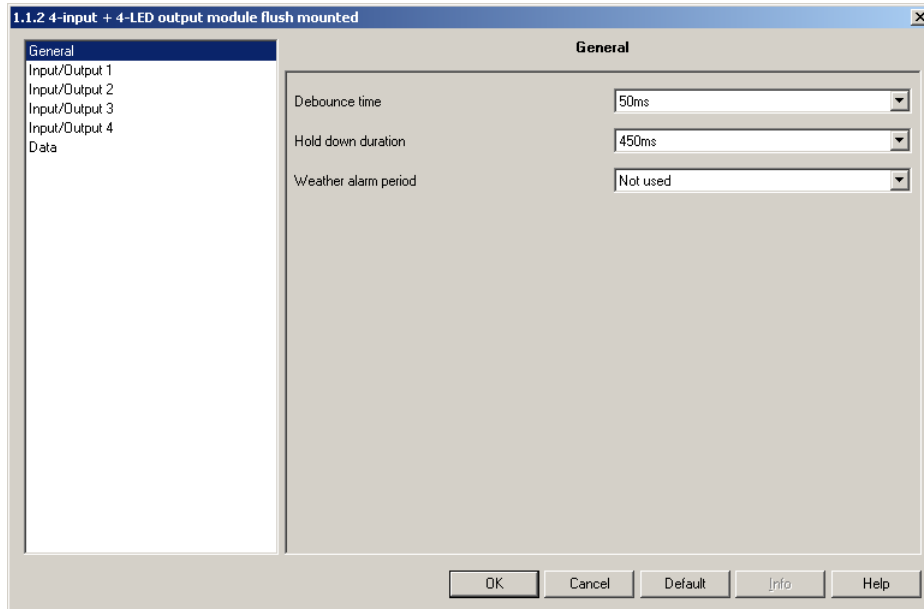 1.1.2 4-input + 4-LED output module flush mounted
General
Input/Output 1
Input/Output 2
Input/Output 3
Input/Output 4
Data
General
Debounce time
50ms
Hold down duration
450ms
Weather alarm period
Not used
OK
Cancel
Default
Info
Help